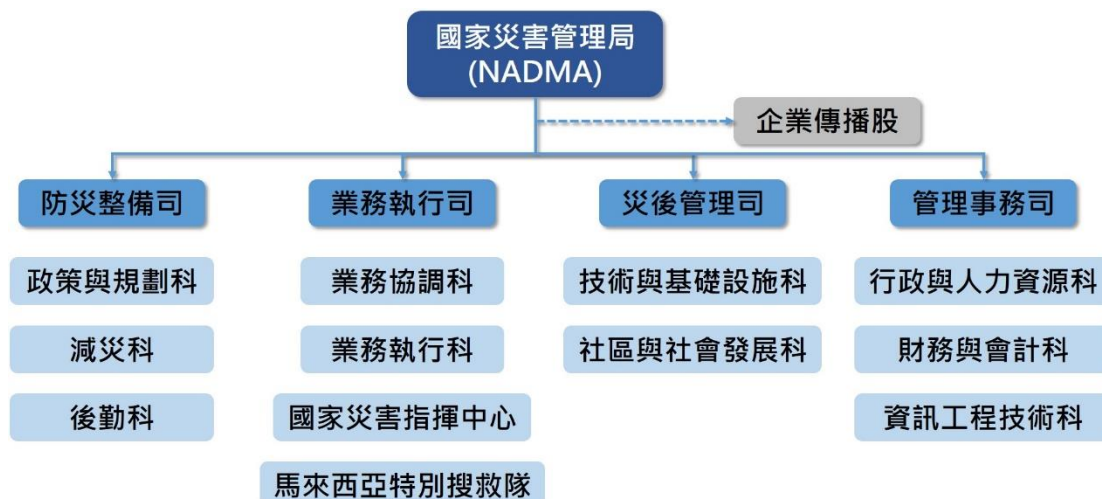 國家災害管理局
(NADMA)
企業傳播股
防災整備司
業務執行司
災後管理司
管理事務司
政策與規劃科
業務協調科
技術與基礎設施科
行政與人力資源科
減災科
業務執行科
社區與社會發展科
財務與會計科
後勤科
國家災害指揮中心
資訊工程技術科
馬來西亞特別搜救隊